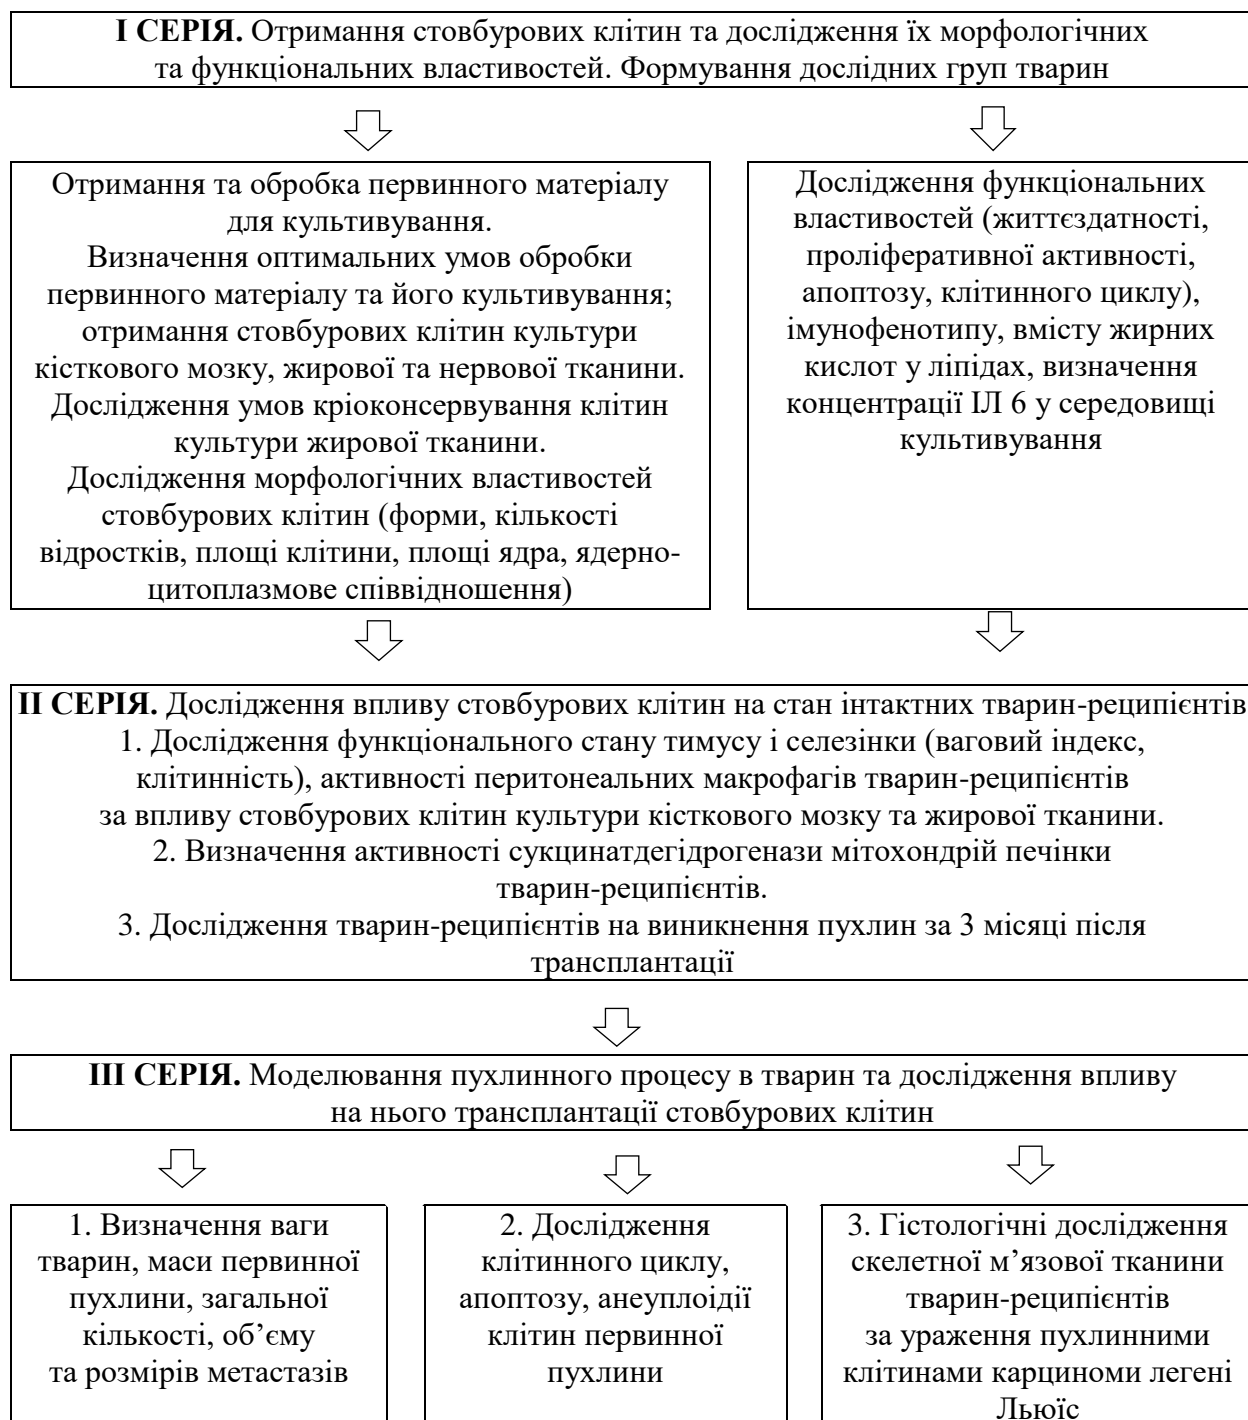 І СЕРІЯ. Отримання стовбурових клітин та дослідження їх морфологічних
та функціональних властивостей. Формування дослідних груп тварин
Отримання та обробка первинного матеріалу
для культивування.
Визначення оптимальних умов обробки
первинного матеріалу та його культивування;
отримання стовбурових клітин культури
кісткового мозку, жирової та нервової тканини.
Дослідження умов кріоконсервування клітин
культури жирової тканини.
Дослідження морфологічних властивостей
стовбурових клітин (форми, кількості
відростків, площі клітини, площі ядра, ядерно-
цитоплазмове співвідношення)
Дослідження функціональних
властивостей (життєздатності,
проліферативної активності,
апоптозу, клітинного циклу),
імунофенотипу, вмісту жирних
кислот у ліпідах, визначення
концентрації ІЛ 6 у середовищі
культивування
ІІ СЕРІЯ. Дослідження впливу стовбурових клітин на стан інтактних тварин-реципієнтів
1. Дослідження функціонального стану тимусу і селезінки (ваговий індекс,
клітинність), активності перитонеальних макрофагів тварин-реципієнтів
за впливу стовбурових клітин культури кісткового мозку та жирової тканини.
2. Визначення активності сукцинатдегідрогенази мітохондрій печінки
тварин-реципієнтів.
3. Дослідження тварин-реципієнтів на виникнення пухлин за 3 місяці після
трансплантації
ІІІ СЕРІЯ. Моделювання пухлинного процесу в тварин та дослідження впливу
на нього трансплантації стовбурових клітин
1. Визначення ваги
тварин, маси первинної
пухлини, загальної
кількості, об’єму
та розмірів метастазів
2. Дослідження
клітинного циклу,
апоптозу, анеуплоідії
клітин первинної
пухлини
3. Гістологічні дослідження
скелетної м’язової тканини
тварин-реципієнтів
за ураження пухлинними
клітинами карциноми легені
Льюїс